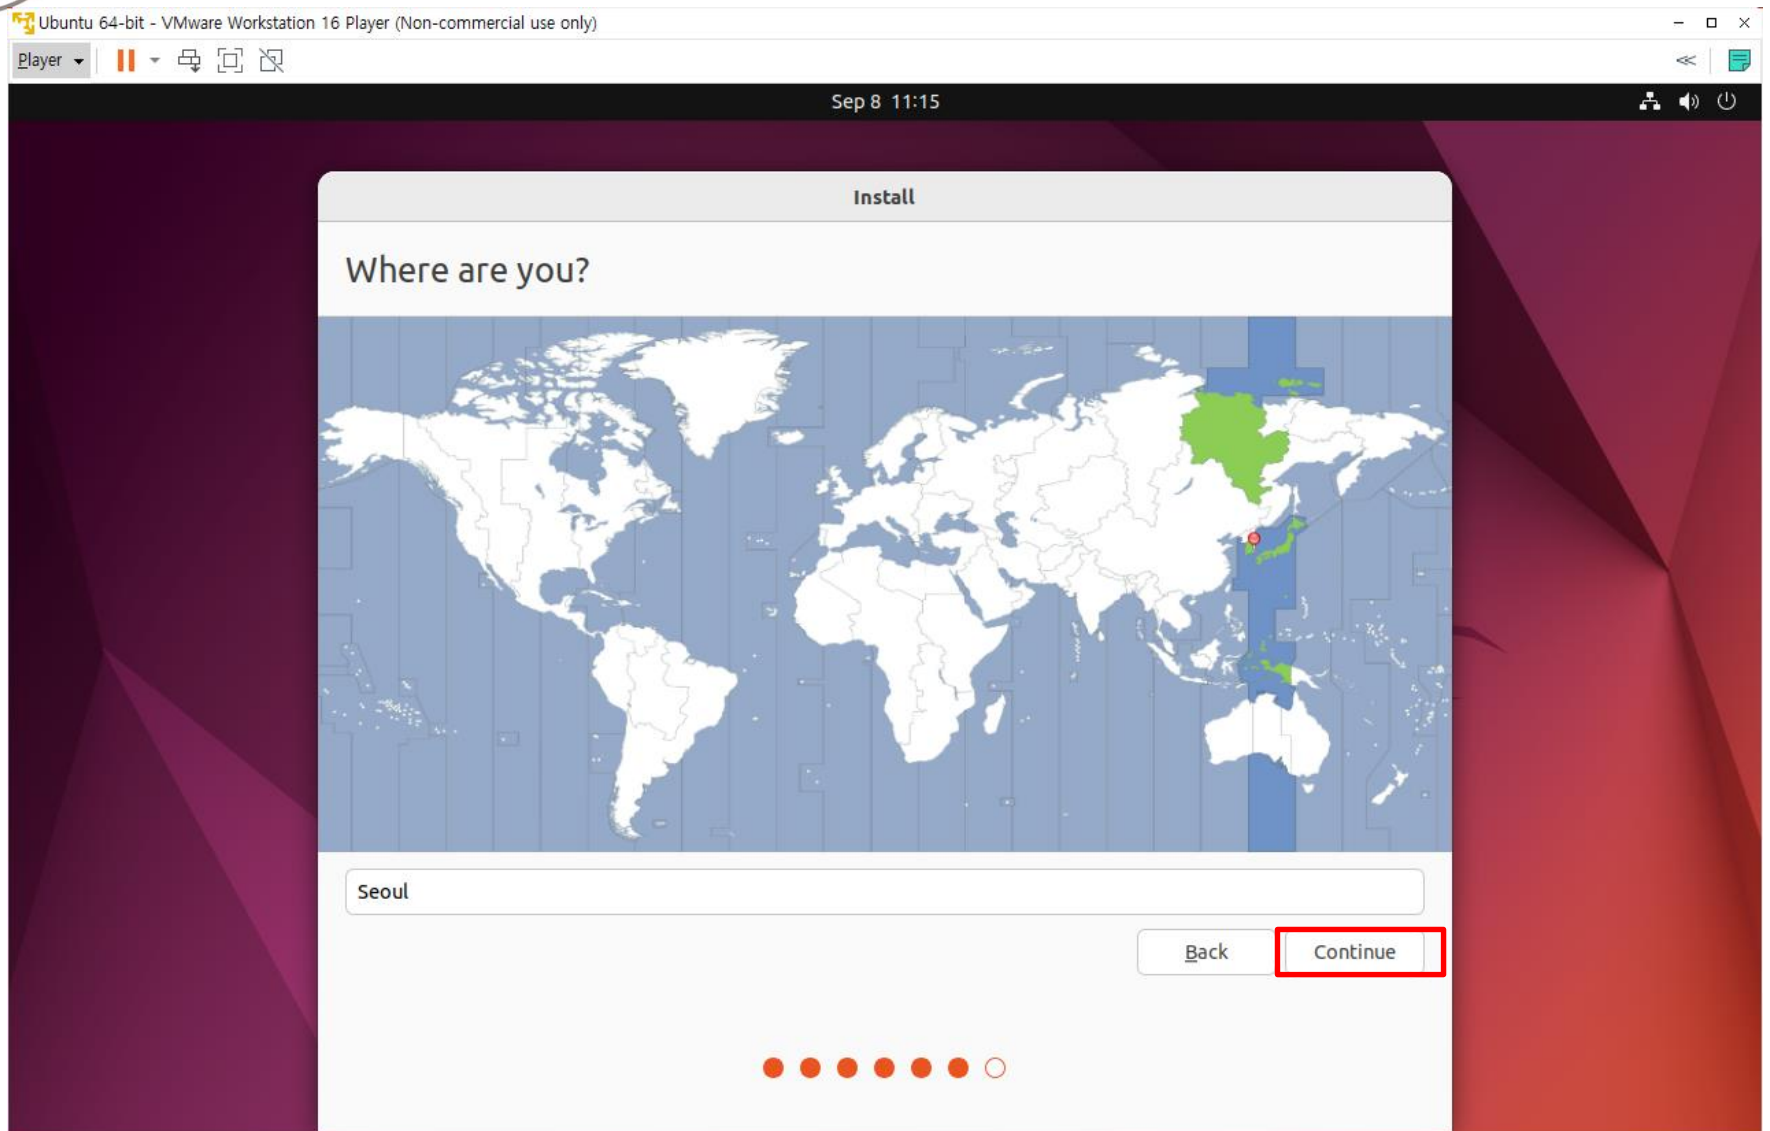 Ubuntu 64-bit - VMware Workstation 16 Player (Non-commercial use only)
Player
Sep 8 11:15
Install
Where are you?
Seoul
Back
Continue